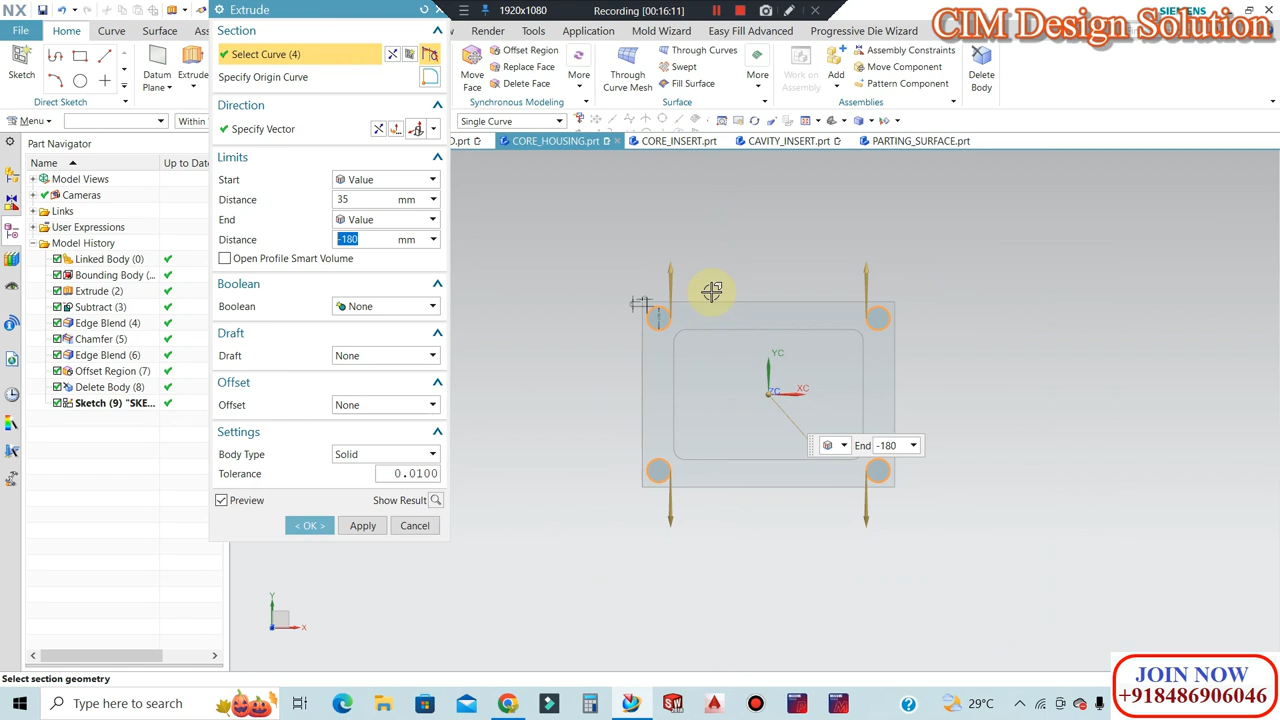 NX
Extrude
1920x1080
Recording [00:16:11]
SIEMENS
CIM Design Solution
File
Home
Curve
Surface
As
Render
Tools
Application
Mold Wizard
Easy Fill Advanced
Progressive Die Wizard
Sketch
Datum Plane
Extrude
Direct Sketch
Move Face
Offset Region
Replace Face
Delete Face
More
Synchronous Modeling
Through Curve Mesh
Through Curves
Swept
Fill Surface
More
Surface
Work on Assembly
Add
Assembly Constraints
Move Component
Pattern Component
Assemblies
Delete Body
Menu
Within
Single Curve
D.prt
CORE_HOUSING.prt
CORE_INSERT.prt
CAVITY_INSERT.prt
PARTING_SURFACE.prt
Part Navigator
Name
Up to Date
Model Views
Cameras
Links
User Expressions
Model History
Linked Body (0)
Bounding Body (...
Extrude (2)
Subtract (3)
Edge Blend (4)
Chamfer (5)
Edge Blend (6)
Offset Region (7)
Delete Body (8)
Sketch (9) "SKE...
Section
Select Curve (4)
Specify Origin Curve
Direction
Specify Vector
Limits
Start
Value
Distance
35
mm
End
Value
Distance
-180
mm
Open Profile Smart Volume
Boolean
Boolean
None
Draft
Draft
None
Offset
Offset
None
Settings
Body Type
Solid
Tolerance
0.0100
Preview
Show Result
< OK >
Apply
Cancel
YC
ZC
XC
End -180
Y
X
Select section geometry
JOIN NOW
+918486906046
Type here to search
29°C